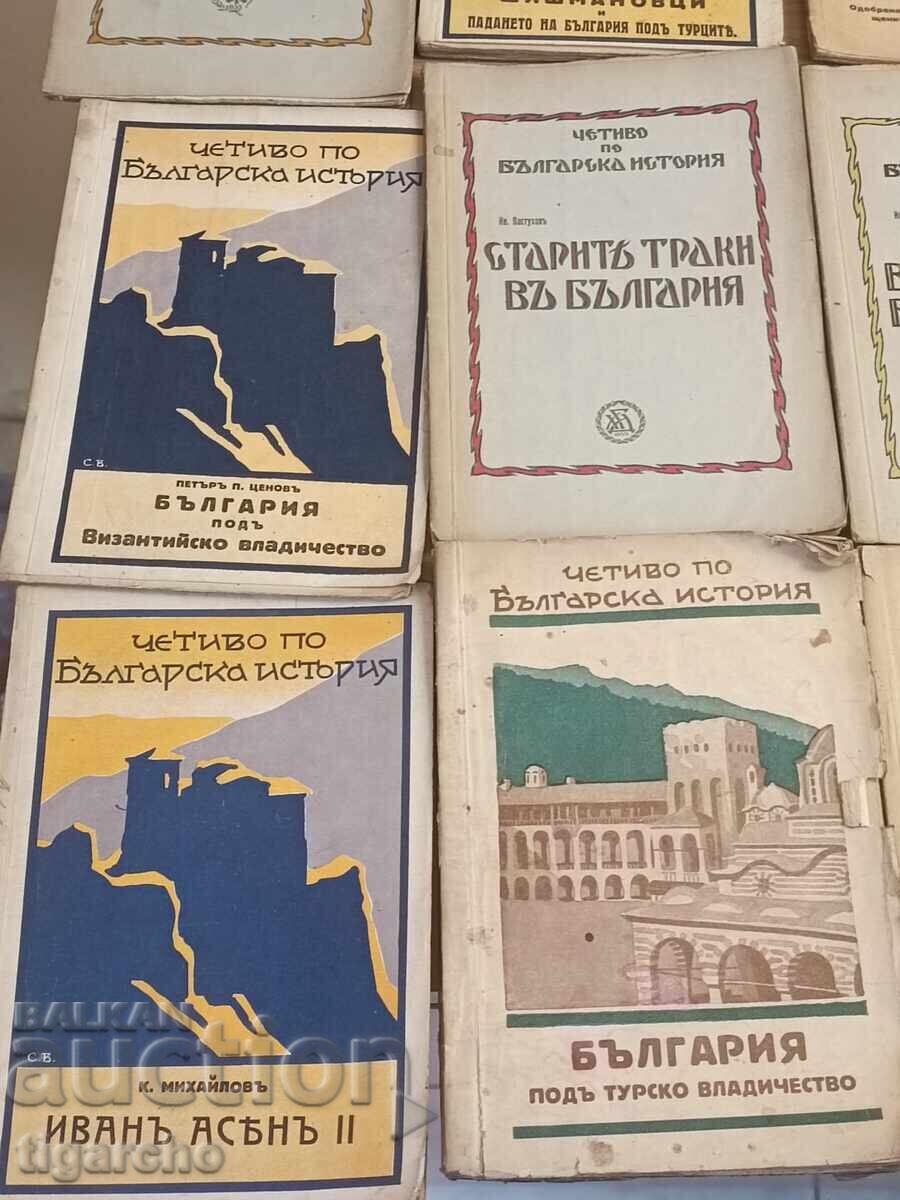 ШИШМАНОВЦИ
и
ПАДАНЕТО НА БЪЛГАРИЯ ПОДЪ ТУРЦИТѢ.
ЧЕТИВО ПО
БЪЛГАРСКА ИСТОРИЯ
С.В.
ПЕТЪРЪ П. ЦЕНОВЪ
БЪЛГАРИЯ
ПОДЪ
ВИЗАНТИЙСКО ВЛАДИЧЕСТВО
ЧЕТИВО
ПО
БЪЛГАРСКА ИСТОРИЯ
Ив. Пастуховъ
СТАРИТѢ ТРАКИ
ВЪ БЪЛГАРИЯ
ЧЕТИВО ПО
БЪЛГАРСКА ИСТОРИЯ
С.В.
К. МИХАЙЛОВЪ
ИВАНЪ АСѢНЪ II
ЧЕТИВО ПО
БЪЛГАРСКА ИСТОРИЯ
БЪЛГАРИЯ
ПОДЪ ТУРСКО ВЛАДИЧЕСТВО
BALKAN
auction
tigarcho